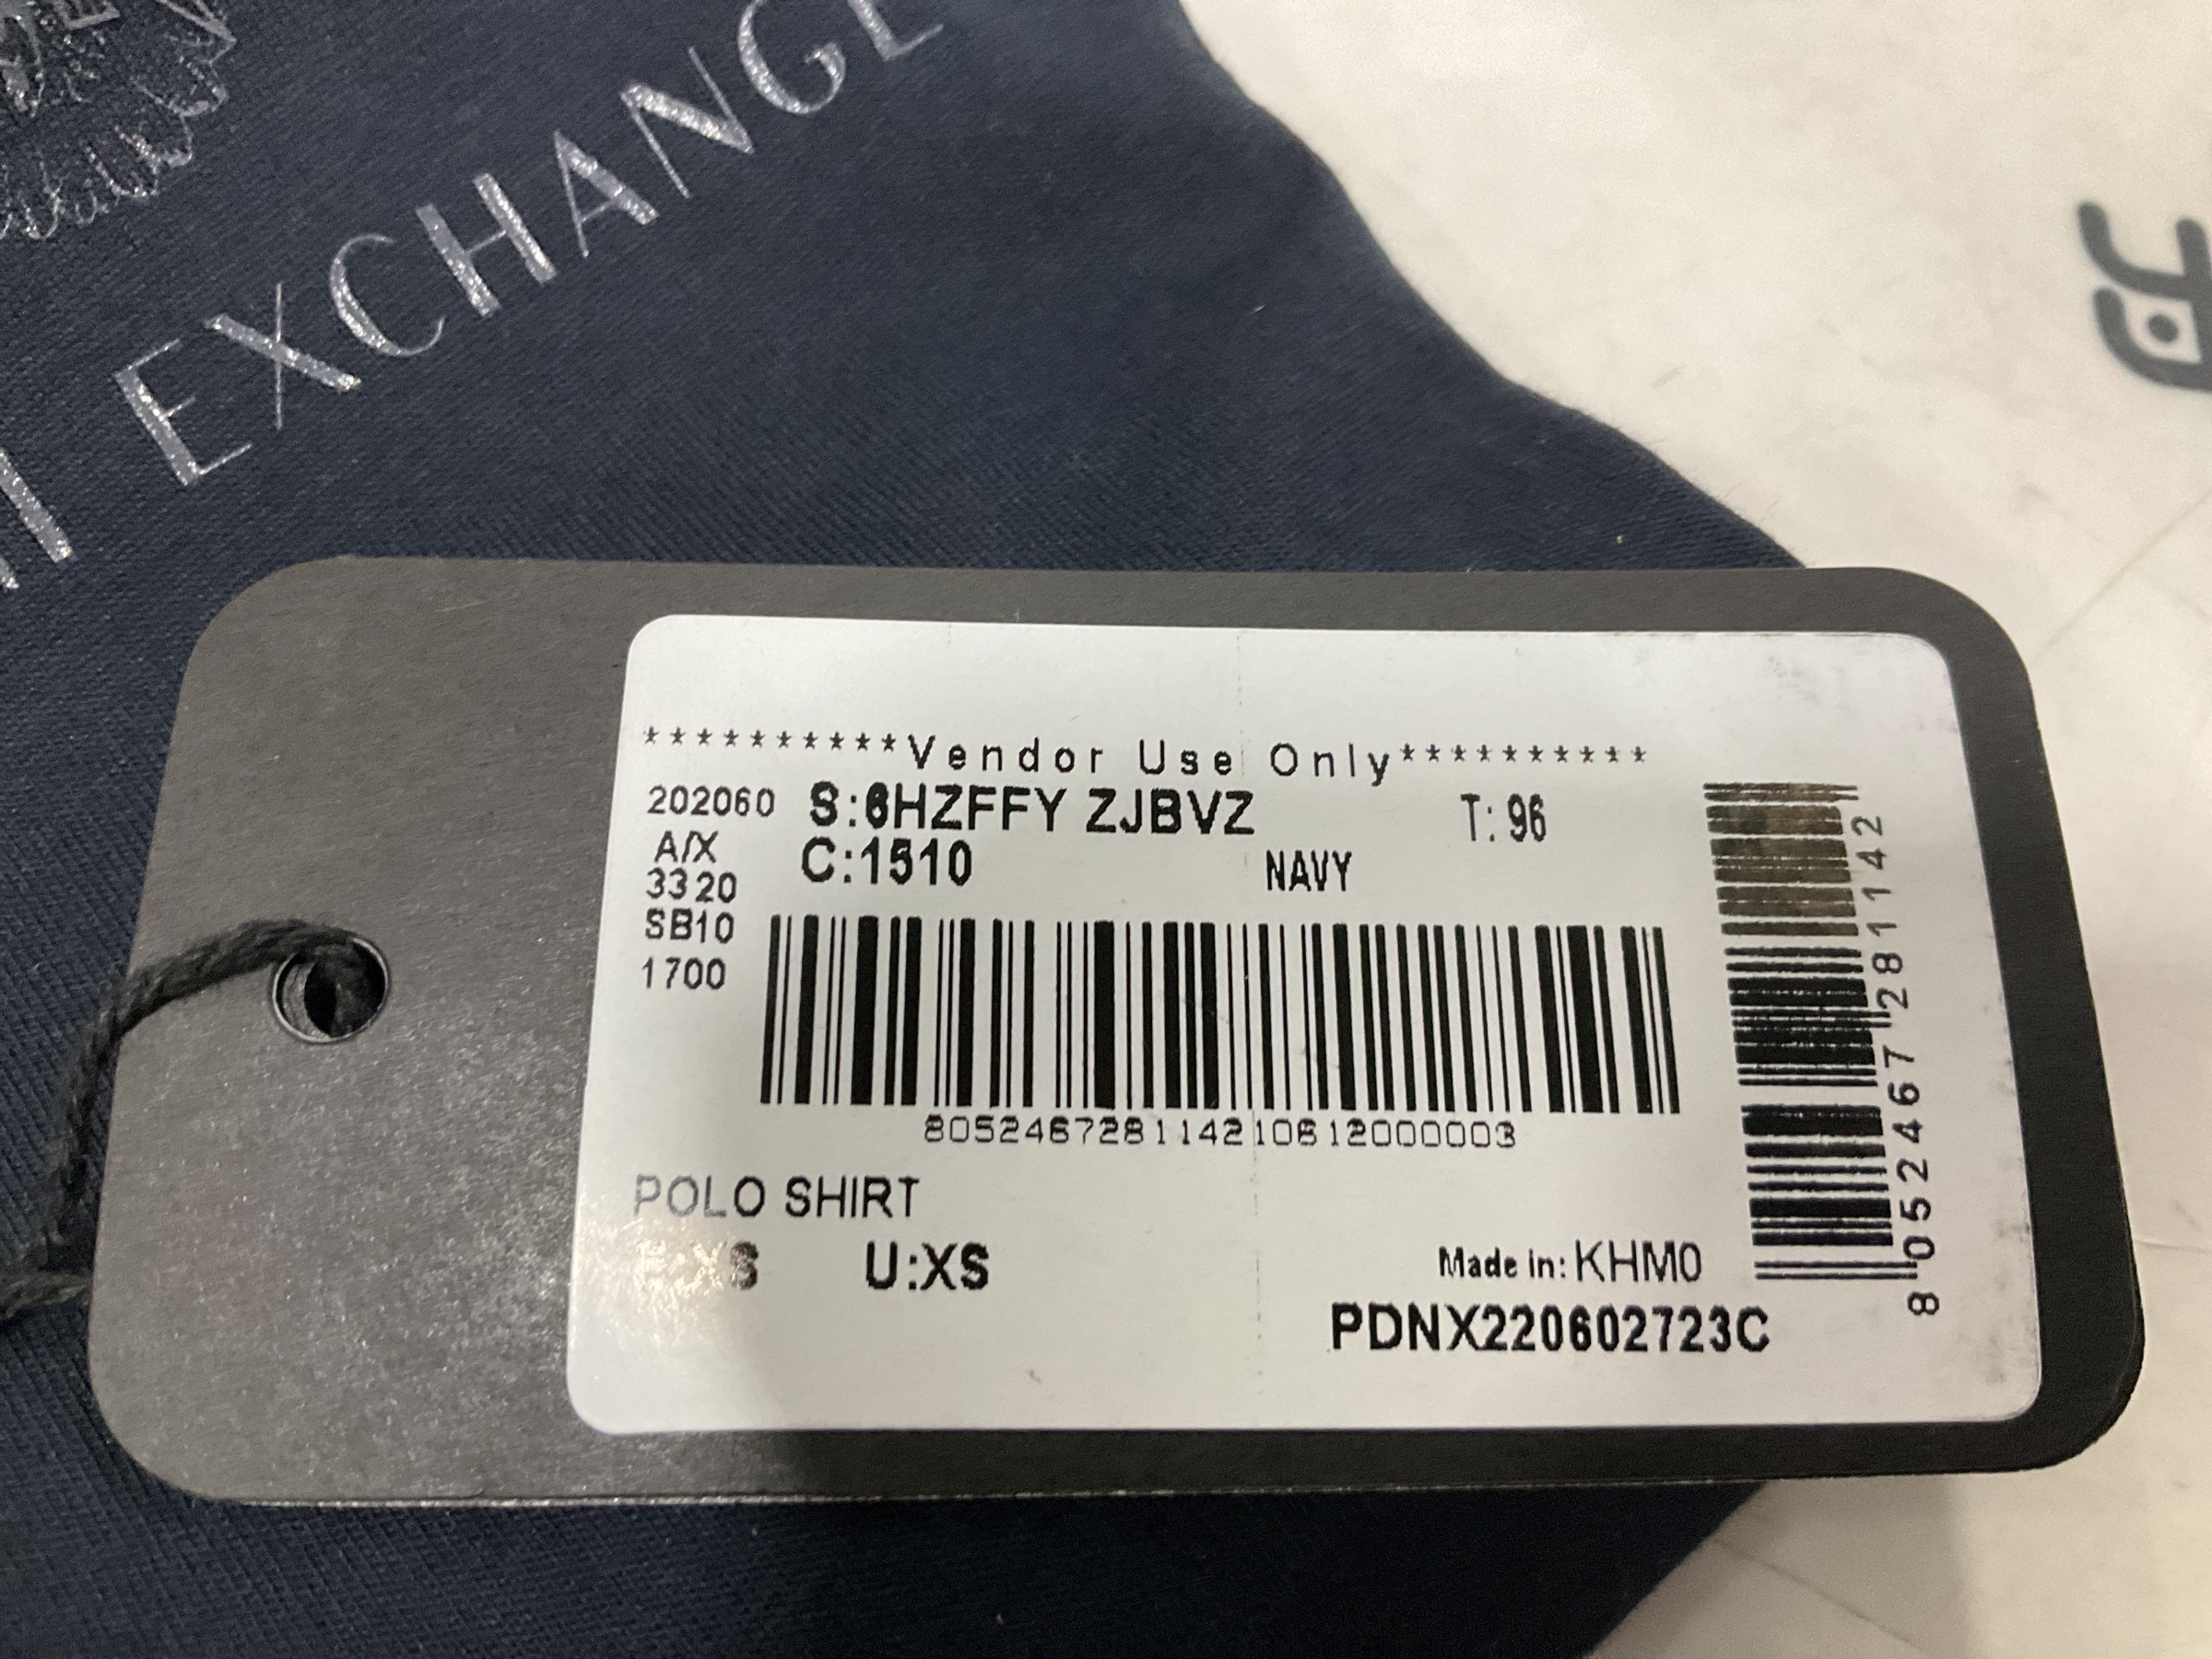 EXCHANGE
**********Vendor Use Only**********
202060 S:6HZFFY ZJBVZ T: 96
A/X C:1510 NAVY
3320
SB10
1700
805246728114210612000003
POLO SHIRT
U:XS
Made in: KHM0
PDNX220602723C
8052467281142